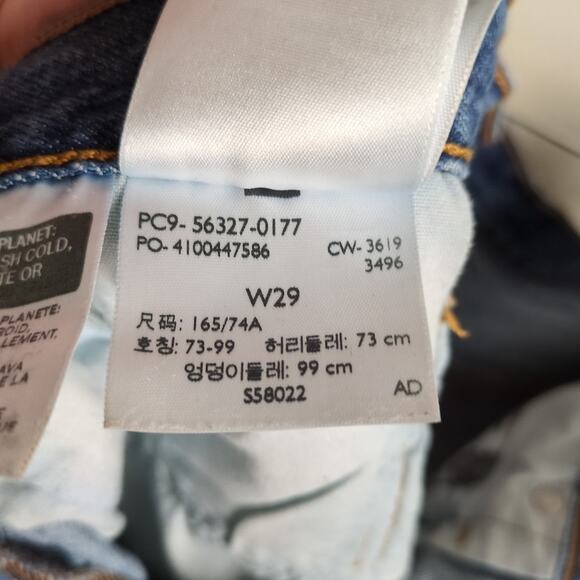 PC9- 56327-0177
PO- 4100447586
CW- 3619
3496
W29
尺码: 165/74A
호칭: 73-99 허리둘레: 73 cm
엉덩이둘레: 99 cm
S58022
AD
PLANET:
SH COLD,
TE OR
PLANETE:
ROID,
LEMENT.
AVA
E LA